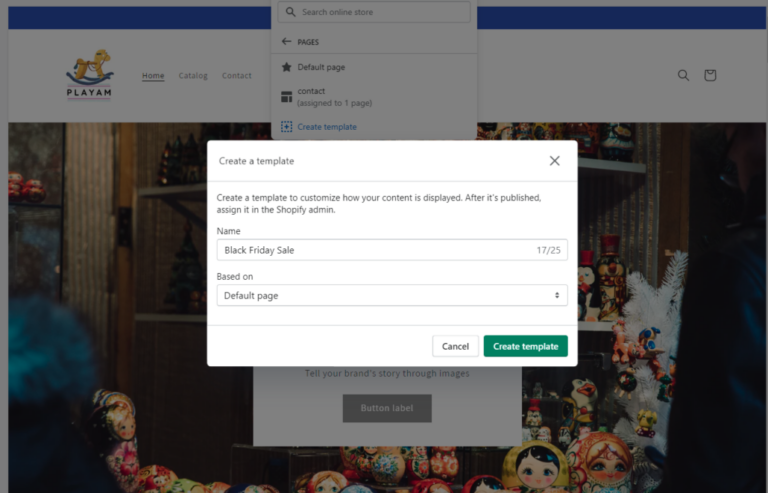 Search online store
PAGES
Default page
contact
(assigned to 1 page)
Create template
PLAYAM
Home Catalog Contact
Create a template
Create a template to customize how your content is displayed. After it's published,
assign it in the Shopify admin.
Name
Black Friday Sale 17/25
Based on
Default page
Cancel Create template
Tell your brand's story through images
Button label